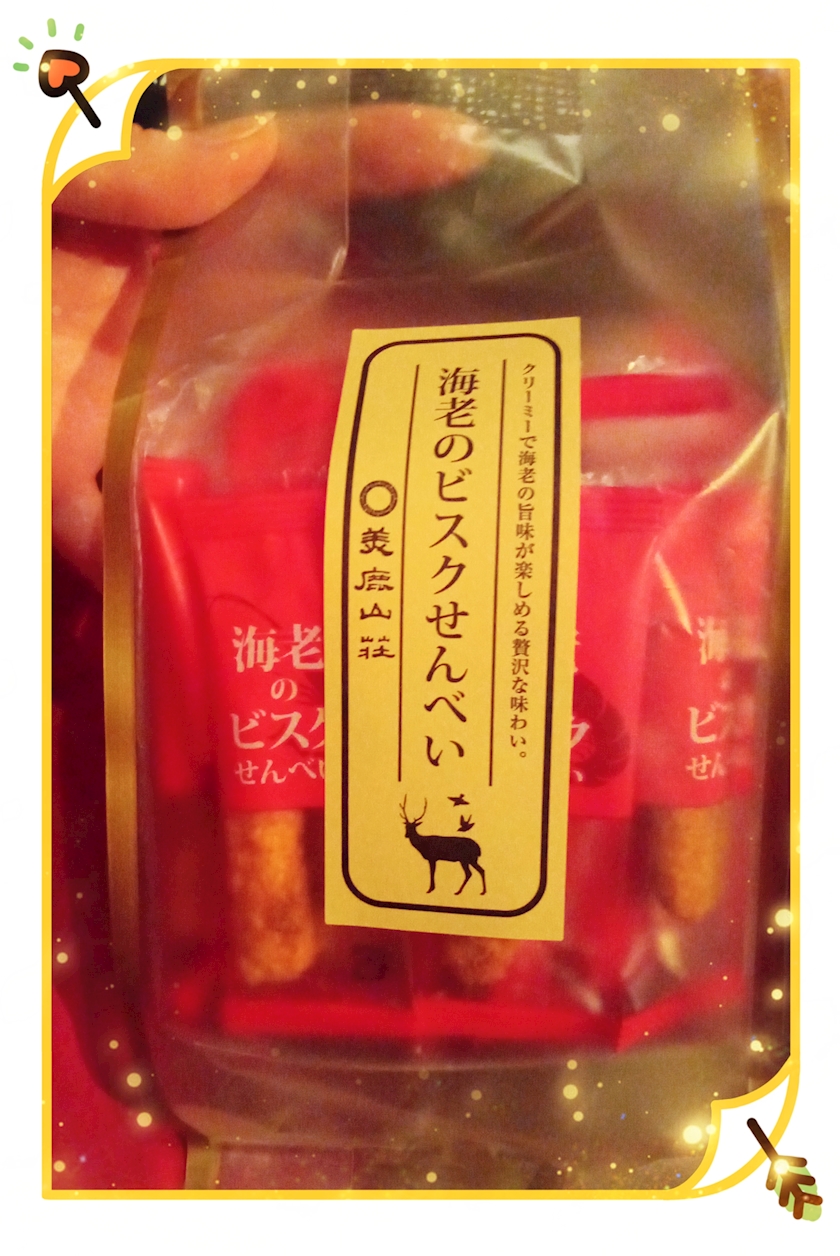 クリーミーで海老の旨味が楽しめる贅沢な味わい。
海老のビスクせんべい
美鹿山荘
海老
の
ビスク
せんべい
海
ビス
せん